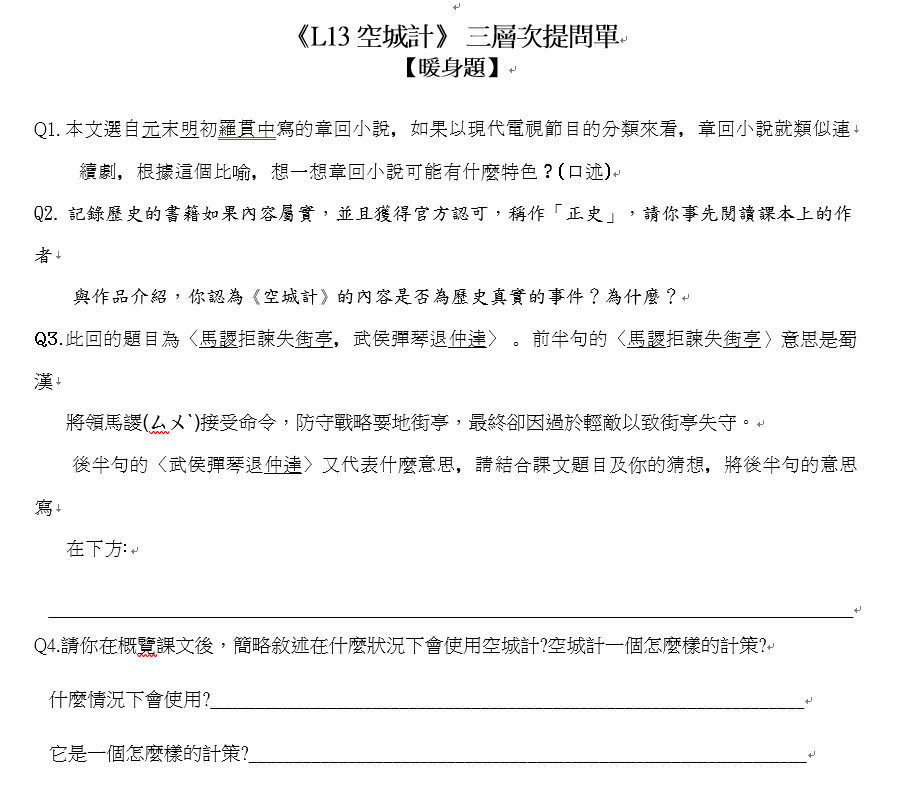 《L13 空城計》 三層次提問單
【暖身題】
Q1. 本文選自元末明初羅貫中寫的章回小說，如果以現代電視節目的分類來看，章回小說就類似連
續劇，根據這個比喻，想一想章回小說可能有什麼特色？(口述)
Q2. 記錄歷史的書籍如果內容屬實，並且獲得官方認可，稱作「正史」，請你事先閱讀課本上的作
者
與作品介紹，你認為《空城計》的內容是否為歷史真實的事件？為什麼？
Q3.此回的題目為〈馬謖拒諫失街亭，武侯彈琴退仲達〉。前半句的〈馬謖拒諫失街亭〉意思是蜀
漢
將領馬謖(ㄙㄨˋ)接受命令，防守戰略要地街亭，最終卻因過於輕敵以致街亭失守。
後半句的〈武侯彈琴退仲達〉又代表什麼意思，請結合課文題目及你的猜想，將後半句的意思
寫
在下方:
Q4.請你在概覽課文後，簡略敘述在什麼狀況下會使用空城計?空城計一個怎麼樣的計策?
什麼情況下會使用?
它是一個怎麼樣的計策?